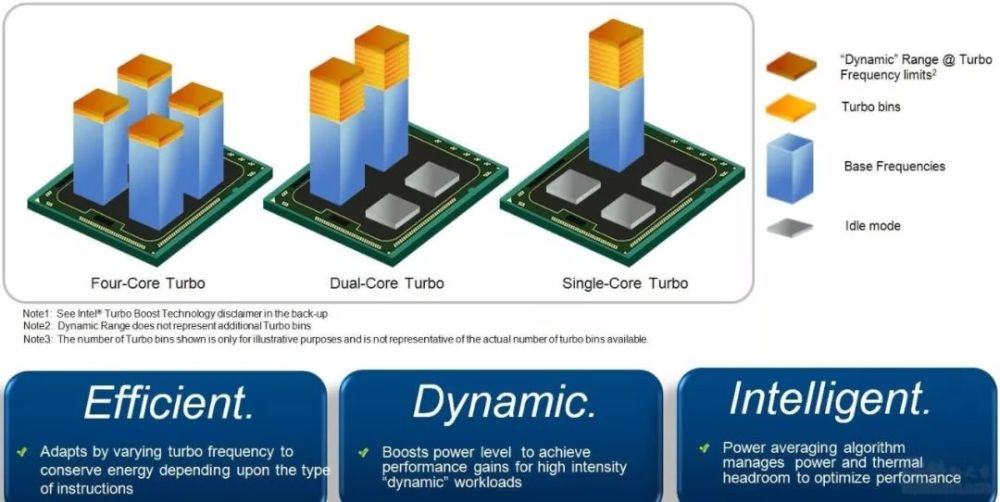 "Dynamic" Range @ Turbo
Frequency limits2
Turbo bins
Base Frequencies
Idle mode
Four-Core Turbo
Dual-Core Turbo
Single-Core Turbo
Note1: See Intel® Turbo Boost Technology disclaimer in the back-up
Note2: Dynamic Range does not represent additional Turbo bins
Note3: The number of Turbo bins shown is only for illustrative purposes and is not representative of the actual number of turbo bins available.
Efficient.
✓ Adapts by varying turbo frequency to
conserve energy depending upon the type
of instructions
Dynamic.
✓ Boosts power level to achieve
performance gains for high intensity
"dynamic" workloads
Intelligent.
✓ Power averaging algorithm
manages power and thermal
headroom to optimize performance